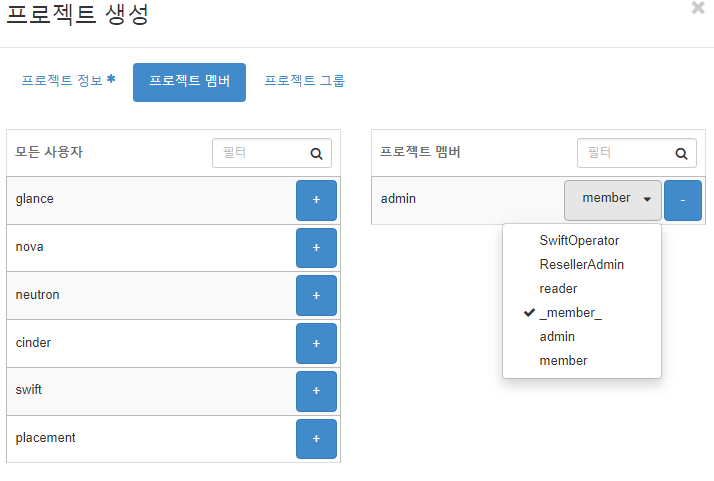 프로젝트 생성
프로젝트 정보 * 프로젝트 멤버 프로젝트 그룹
모든 사용자 필터
glance +
nova +
neutron +
cinder +
swift +
placement +
프로젝트 멤버 필터
admin member -
SwiftOperator
ResellerAdmin
reader
_member_
admin
member